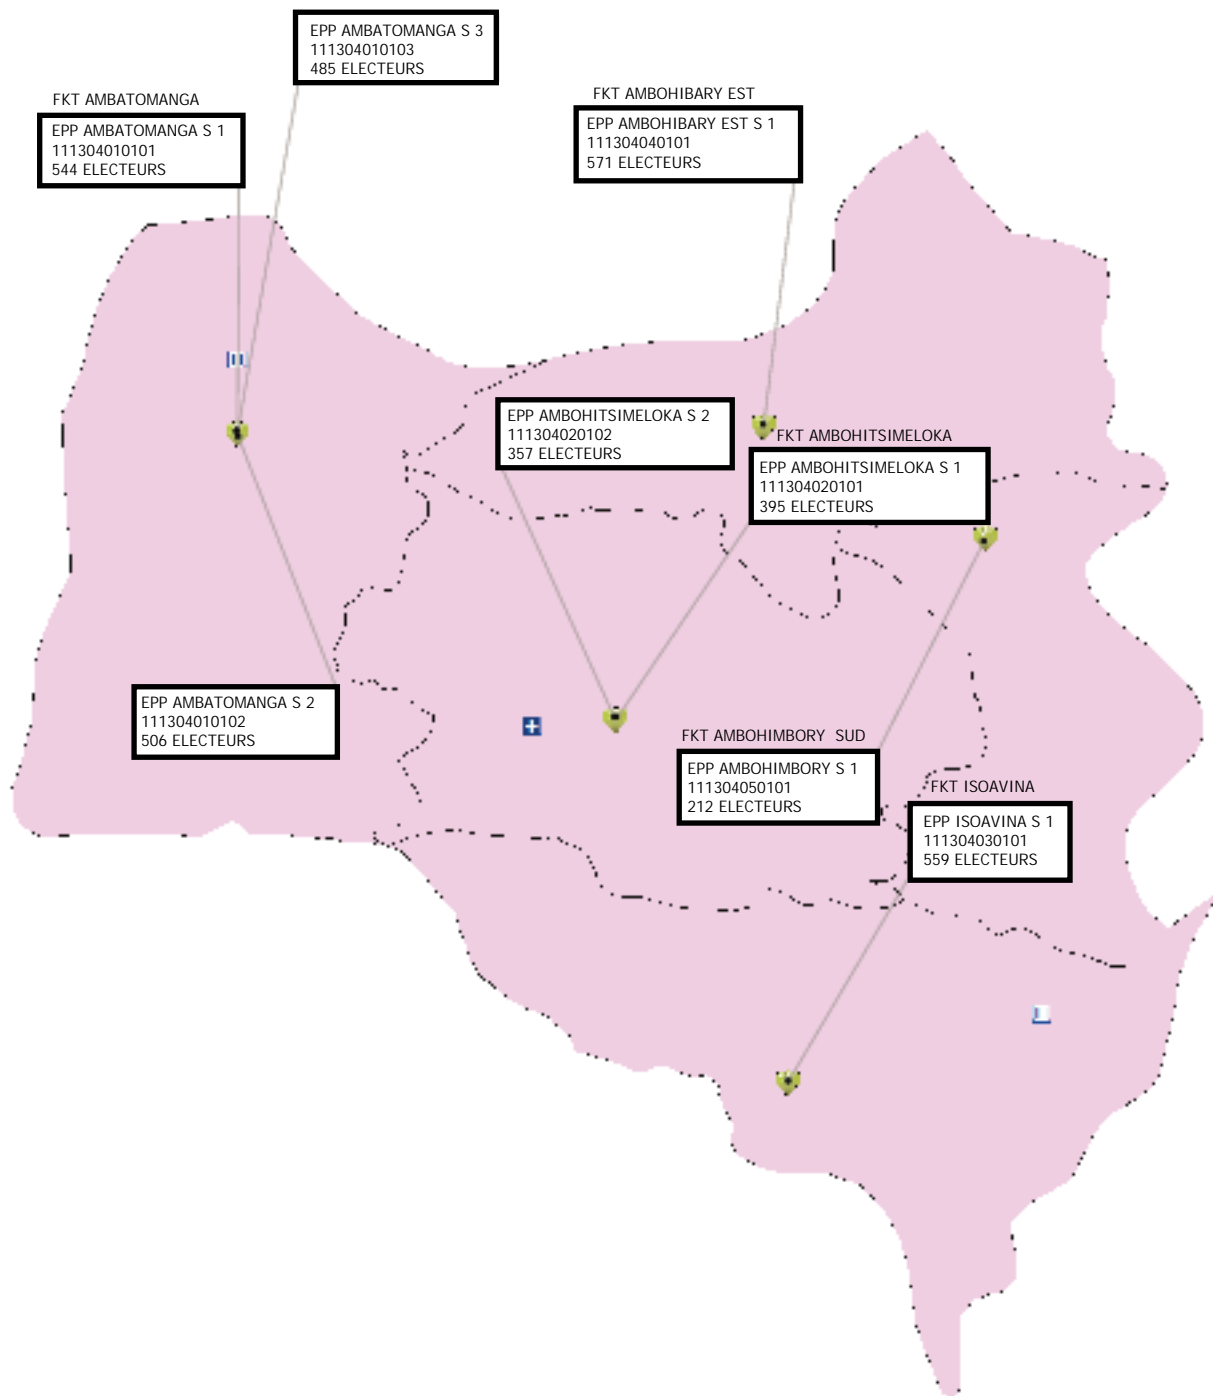 EPP AMBATOMANGA S 3
111304010103
485 ELECTEURS
FKT AMBATOMANGA
EPP AMBATOMANGA S 1
111304010101
544 ELECTEURS
FKT AMBOHIBARY EST
EPP AMBOHIBARY EST S 1
111304040101
571 ELECTEURS
EPP AMBOHITSIMELOKA S 2
111304020102
357 ELECTEURS
FKT AMBOHITSIMELOKA
EPP AMBOHITSIMELOKA S 1
111304020101
395 ELECTEURS
EPP AMBATOMANGA S 2
111304010102
506 ELECTEURS
FKT AMBOHIMBORY SUD
EPP AMBOHIMBORY S 1
111304050101
212 ELECTEURS
FKT ISOAVINA
EPP ISOAVINA S 1
111304030101
559 ELECTEURS